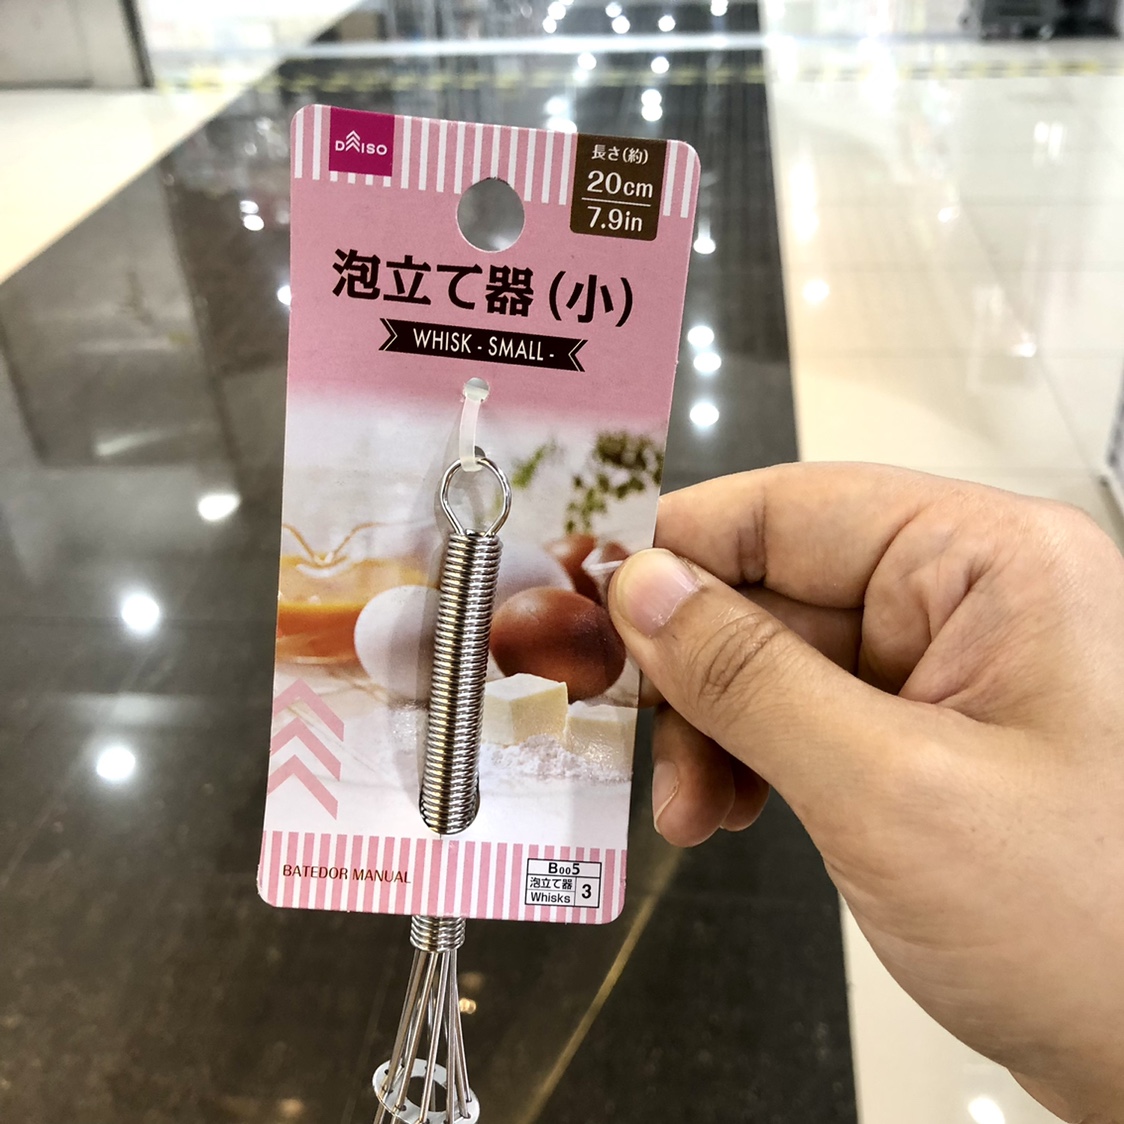 DAISO
長さ(約)
20cm
7.9in
泡立て器(小)
WHISK - SMALL -
BATEDOR MANUAL
B005
泡立て器
Whisks
3